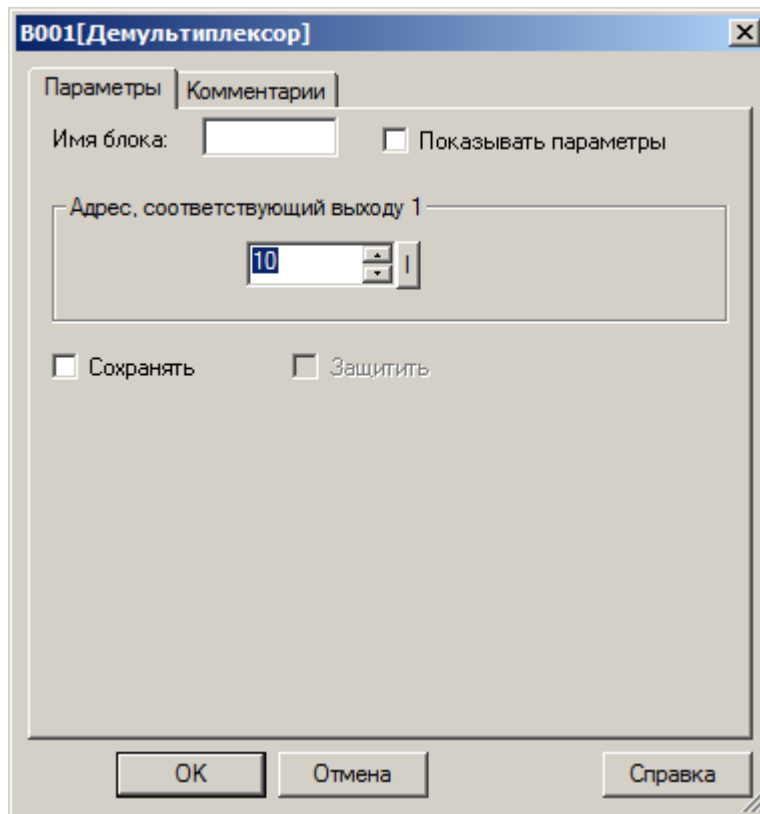 B001[Демультиплексор]
Параметры Комментарии
Имя блока: Показывать параметры
Адрес, соответствующий выходу 1
10 I
Сохранять Защитить
OK Отмена Справка